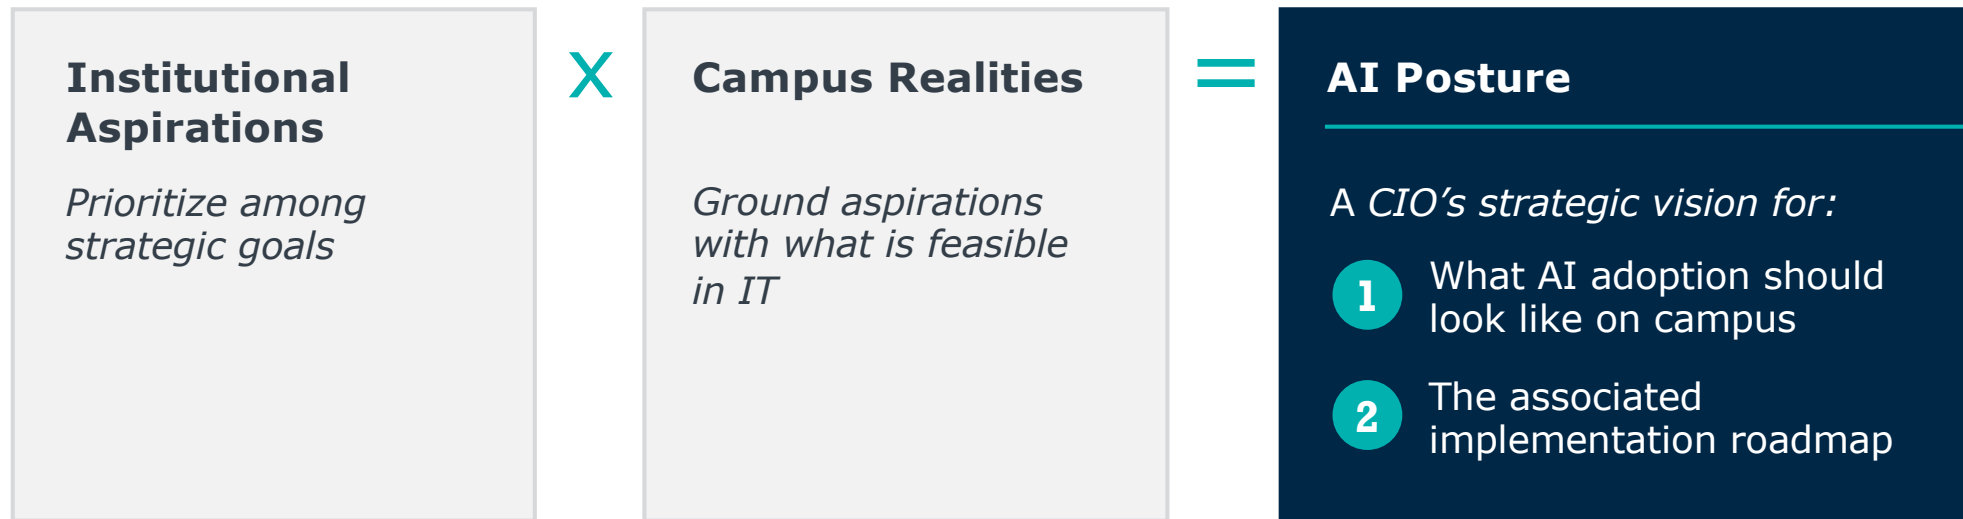 Institutional
Aspirations
Prioritize among
strategic goals
x
Campus Realities
Ground aspirations
with what is feasible
in IT
=
AI Posture
A CIO’s strategic vision for:
1 What AI adoption should
look like on campus
2 The associated
implementation roadmap